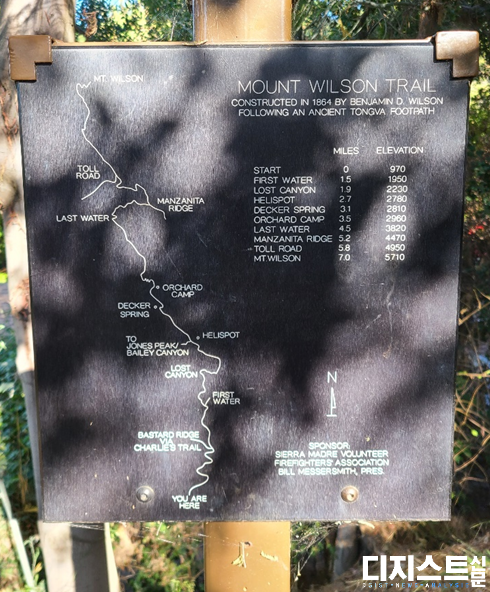 MT. WILSON
MOUNT WILSON TRAIL
CONSTRUCTED IN 1864 BY BENJAMIN D. WILSON
FOLLOWING AN ANCIENT TONGVA FOOTPATH
MILES ELEVATION
START 0 970
FIRST WATER 1.5 1950
LOST CANYON 1.9 2230
HELISPOT 2.7 2780
DECKER SPRING 3.1 2810
ORCHARD CAMP 3.5 2960
LAST WATER 4.5 3820
MANZANITA RIDGE 5.2 4470
TOLL ROAD 5.8 4950
MT.WILSON 7.0 5710
TOLL
ROAD
MANZANITA
RIDGE
LAST WATER
ORCHARD
CAMP
DECKER
SPRING
HELISPOT
TO
JONES PEAK/
BAILEY CANYON
LOST
CANYON
FIRST
WATER
BASTARD RIDGE
VIA
CHARLIE'S TRAIL
YOU ARE
HERE
N
SPONSOR:
SIERRA MADRE VOLUNTEER
FIREFIGHTERS' ASSOCIATION
BILL MESSERSMITH, PRES.
디지스트신문